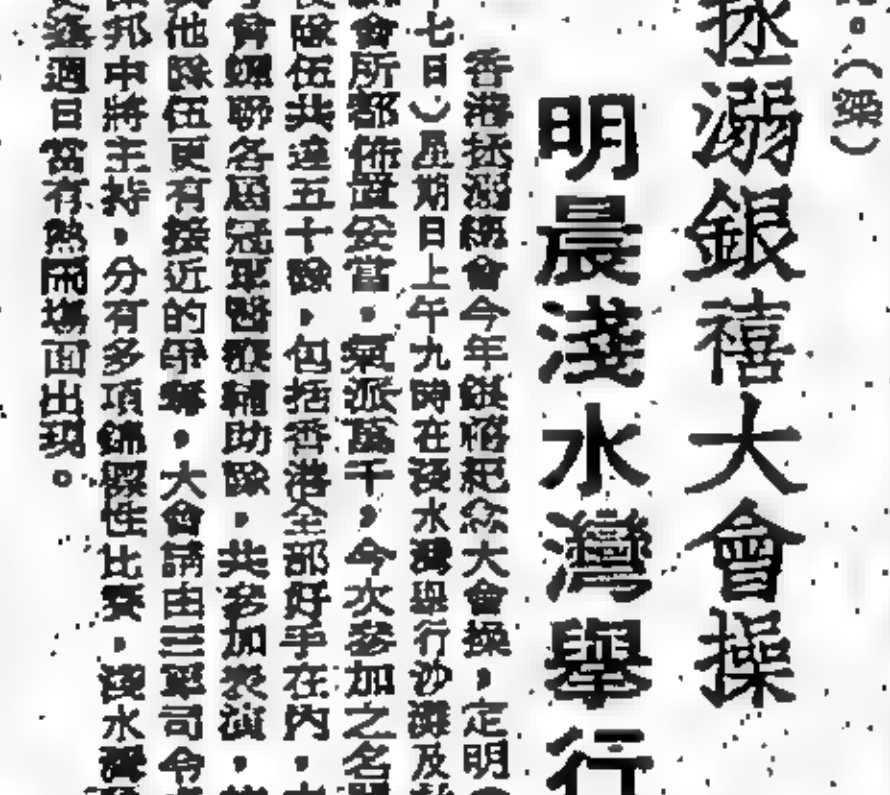 。（梁）
拯溺銀禧大會操
明晨淺水灣舉行
香港拯溺總會今年銀禧紀念大會操，定明（
七日）星期日上午九時在淺水灣舉行沙灘及
會所部佈置妥當，氣派萬千，今次參加之名
隊伍共達五十隊，包括香港全部好手在內，
聯各屬冠軍醫療輔助隊，共參加表演，
他隊伍更有接近的爭奪。大會請由三軍司令
邦中將主持，分有多項錦標性比賽，淺水灣
週日當有熱鬧場面出現。